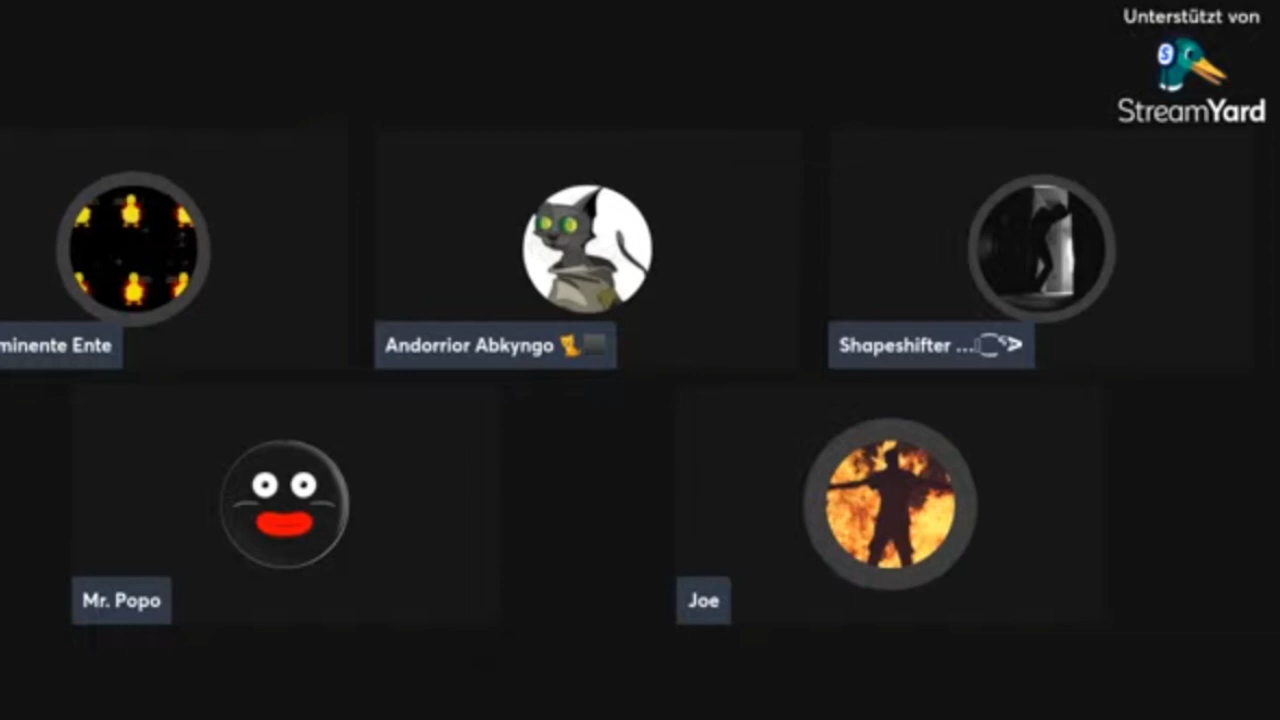 Unterstützt von
StreamYard
minente Ente
Andorrior Abkyngo
Shapeshifter ...
Mr. Popo
Joe